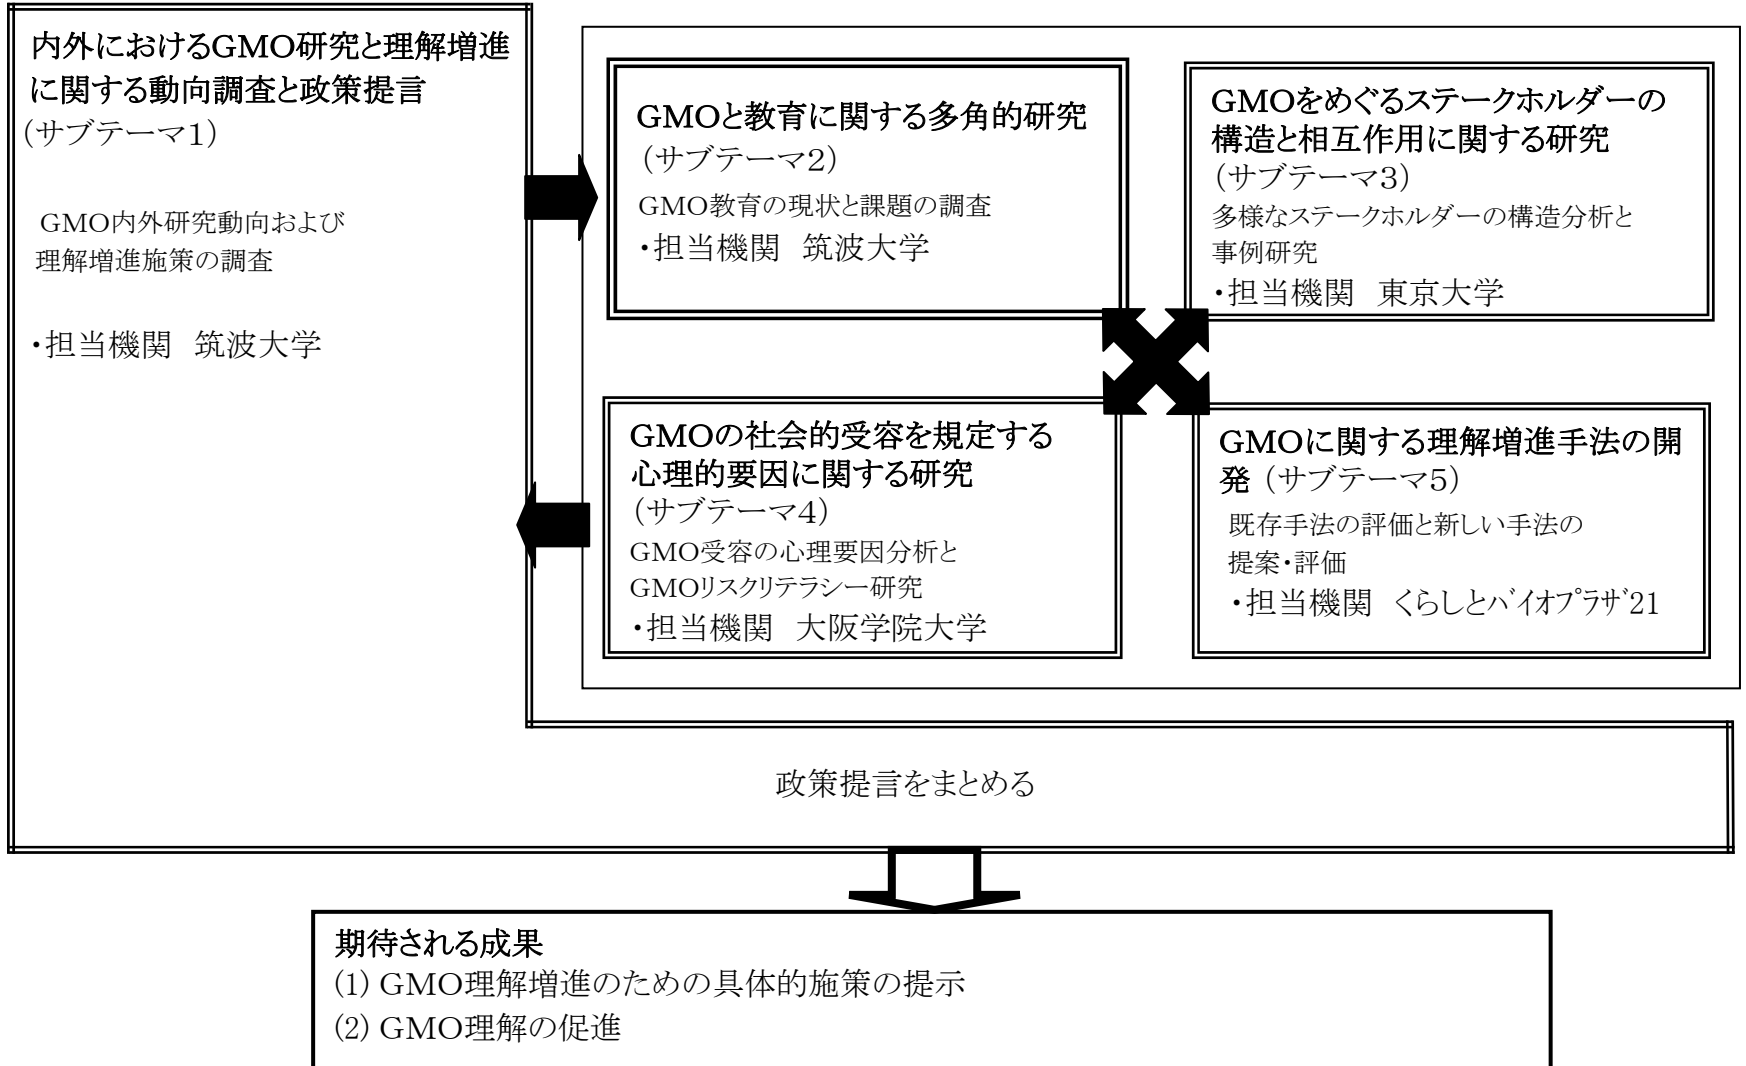 内外におけるGMO研究と理解増進
に関する動向調査と政策提言
（サブテーマ1）
GMO内外研究動向および
理解増進施策の調査
・担当機関　筑波大学
GMOと教育に関する多角的研究
（サブテーマ2）
GMO教育の現状と課題の調査
・担当機関　筑波大学
GMOをめぐるステークホルダーの
構造と相互作用に関する研究
（サブテーマ3）
多様なステークホルダーの構造分析と
事例研究
・担当機関　東京大学
GMOの社会的受容を規定する
心理的要因に関する研究
（サブテーマ4）
GMO受容の心理要因分析と
GMOリスクリテラシー研究
・担当機関　大阪学院大学
GMOに関する理解増進手法の開
発（サブテーマ5）
既存手法の評価と新しい手法の
提案・評価
・担当機関　くらしとﾊﾞｲｵﾌﾟﾗｻﾞ21
政策提言をまとめる
期待される成果
(1) GMO理解増進のための具体的施策の提示
(2) GMO理解の促進